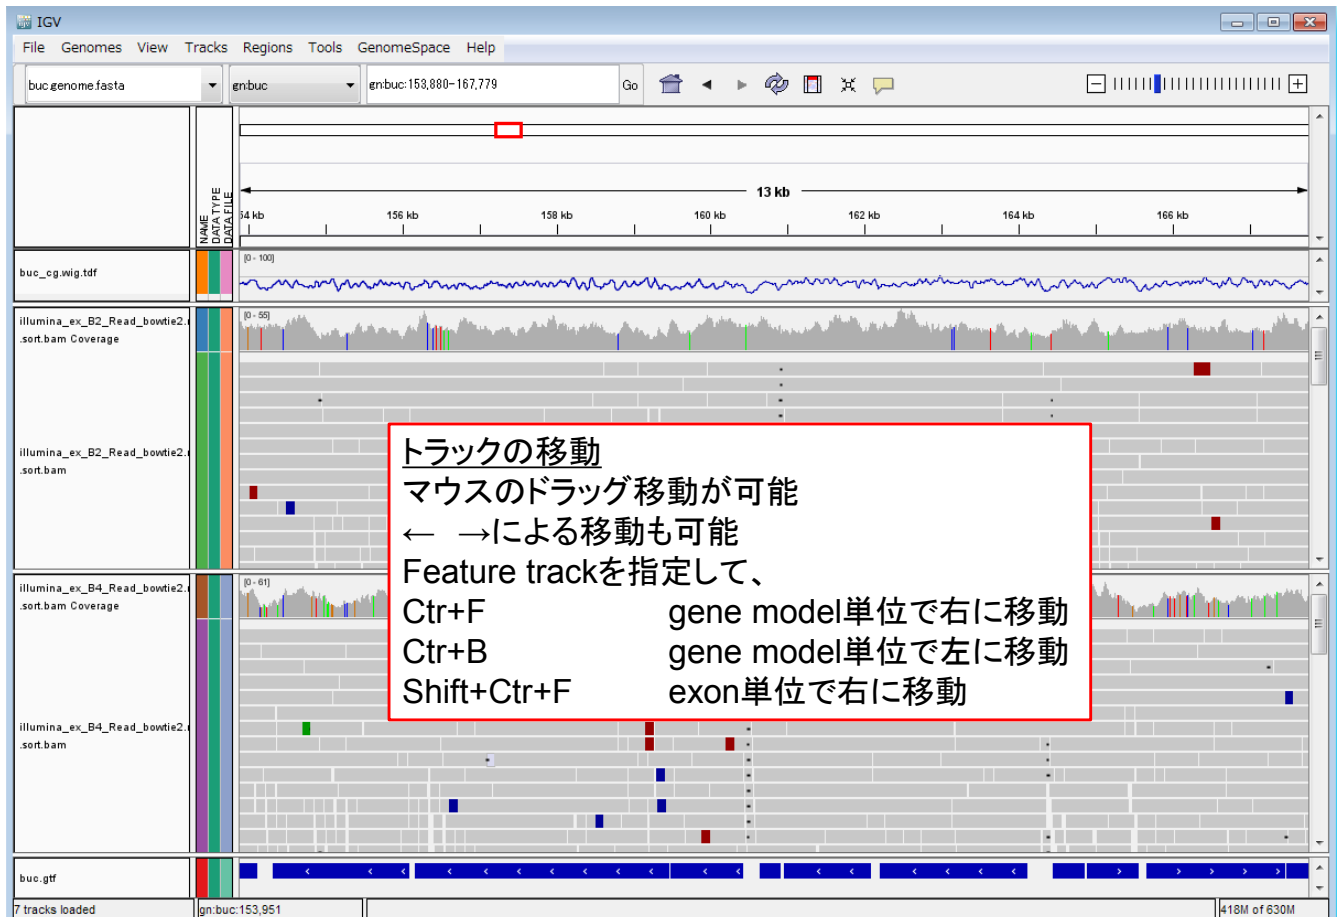 IGV
File Genomes View Tracks Regions Tools GenomeSpace Help
buc.genome.fasta gn:buc gn:buc:153,880-167,779 Go
NAME
DATA TYPE
DATA FILE
13 kb
54 kb 156 kb 158 kb 160 kb 162 kb 164 kb 166 kb
buc_cg.wig.tdf
[0 - 100]
illumina_ex_B2_Read_bowtie2.
.sort.bam Coverage
[0 - 55]
illumina_ex_B2_Read_bowtie2.
.sort.bam
トラックの移動
マウスのドラッグ移動が可能
← →による移動も可能
Feature trackを指定して、
Ctr+F gene model単位で右に移動
Ctr+B gene model単位で左に移動
Shift+Ctr+F exon単位で右に移動
illumina_ex_B4_Read_bowtie2.
.sort.bam Coverage
[0 - 61]
illumina_ex_B4_Read_bowtie2.
.sort.bam
buc.gtf
7 tracks loaded gn:buc:153,951 418M of 630M